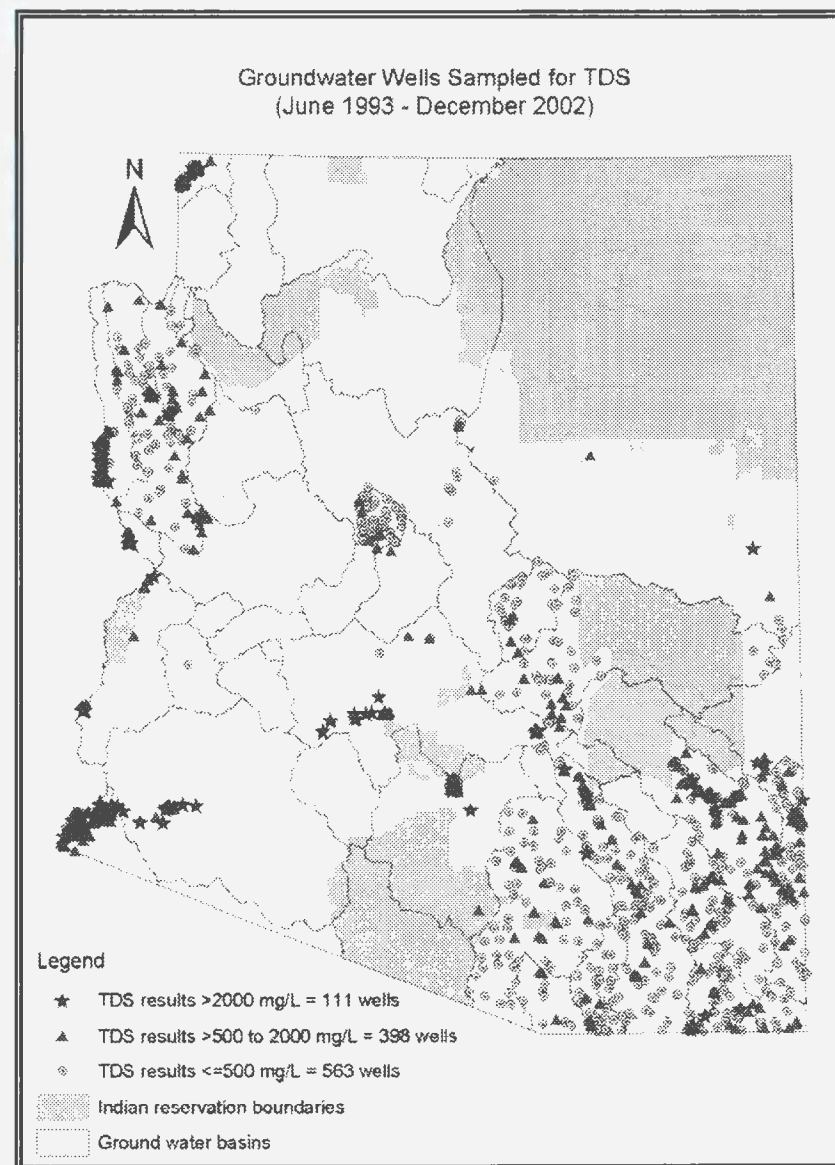 Groundwater Wells Sampled for TDS
(June 1993 - December 2002)
N
Legend
TDS results >2000 mg/L = 111 wells
TDS results >500 to 2000 mg/L = 398 wells
TDS results <=500 mg/L = 563 wells
Indian reservation boundaries
Ground water basins